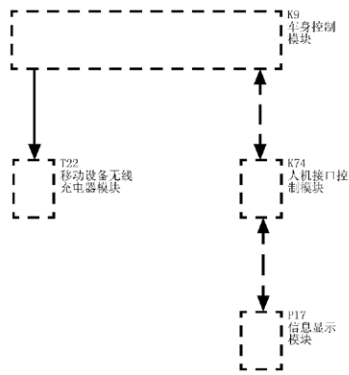 K9
车身控制
模块
T22
移动设备无线
充电器模块
K74
人机接口控
制模块
P17
信息显示
模块